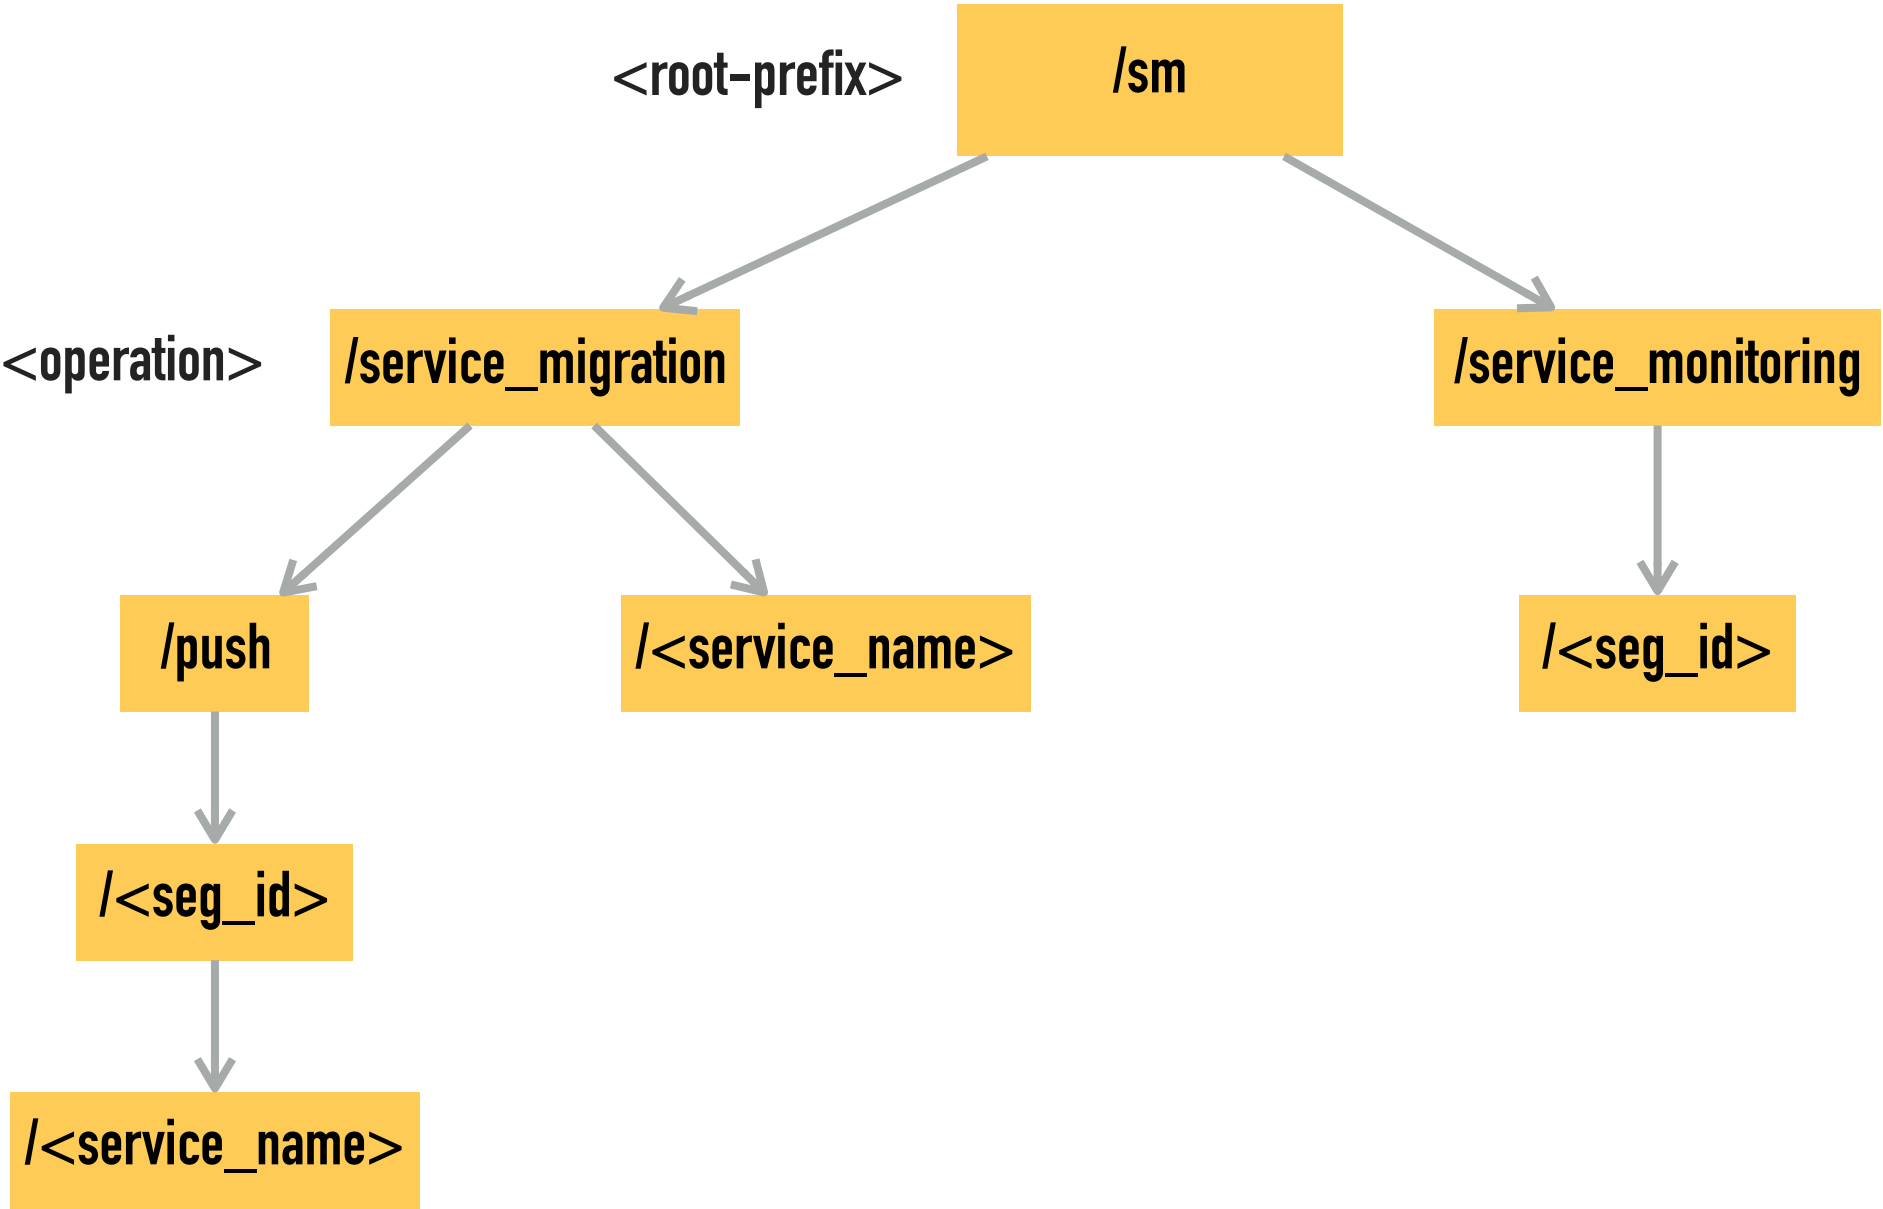 <root-prefix>
/sm
<operation>
/service_migration
/service_monitoring
/push
/<service_name>
/<seg_id>
/<seg_id>
/<service_name>